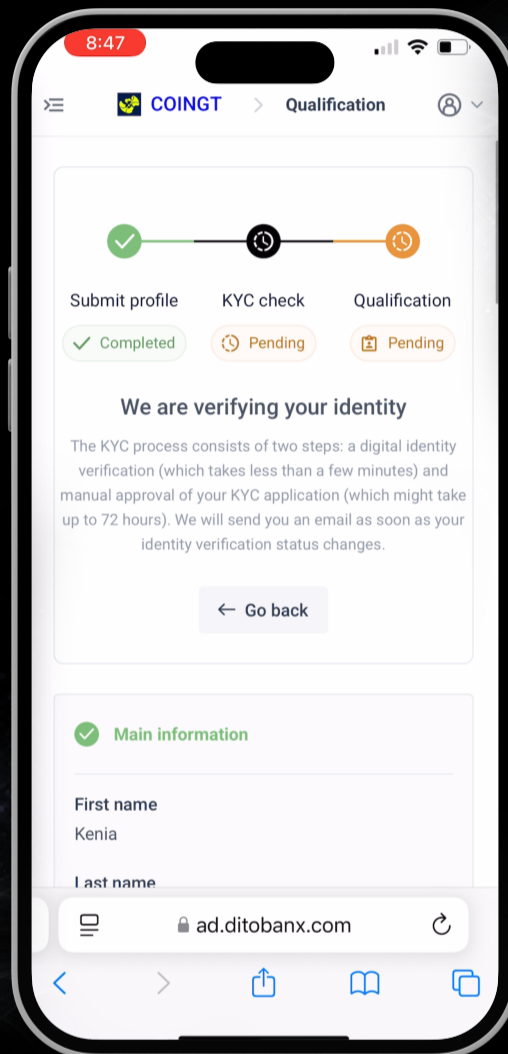 8:47
COINGT
Qualification
Submit profile
KYC check
Qualification
Completed
Pending
Pending
We are verifying your identity
The KYC process consists of two steps: a digital identity
verification (which takes less than a few minutes) and
manual approval of your KYC application (which might take
up to 72 hours). We will send you an email as soon as your
identity verification status changes.
Go back
Main information
First name
Kenia
Last name
ad.ditobanx.com